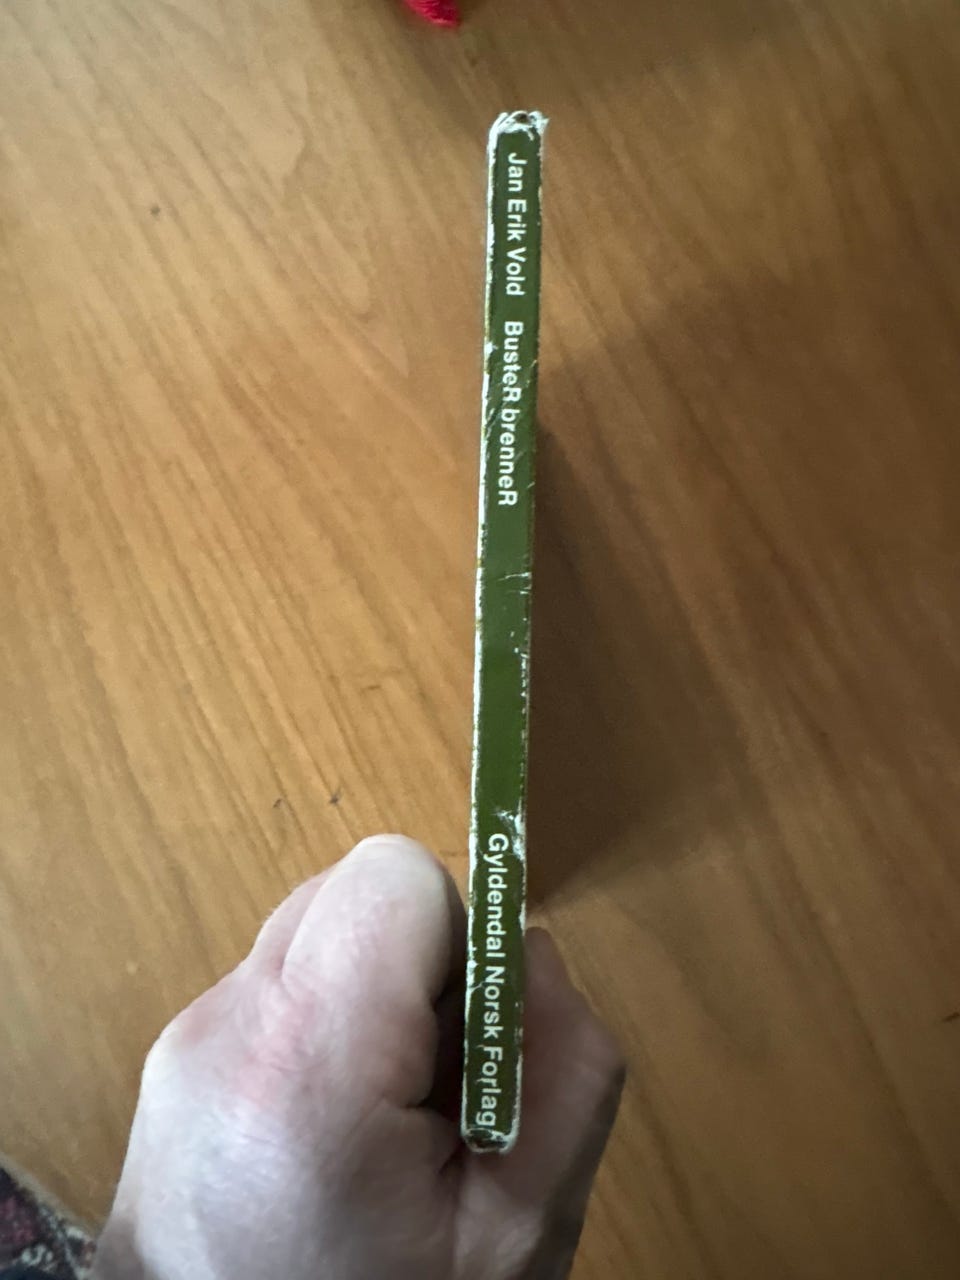 Jan Erik Vold BusteR brenneR Gyldendal Norsk Forlag